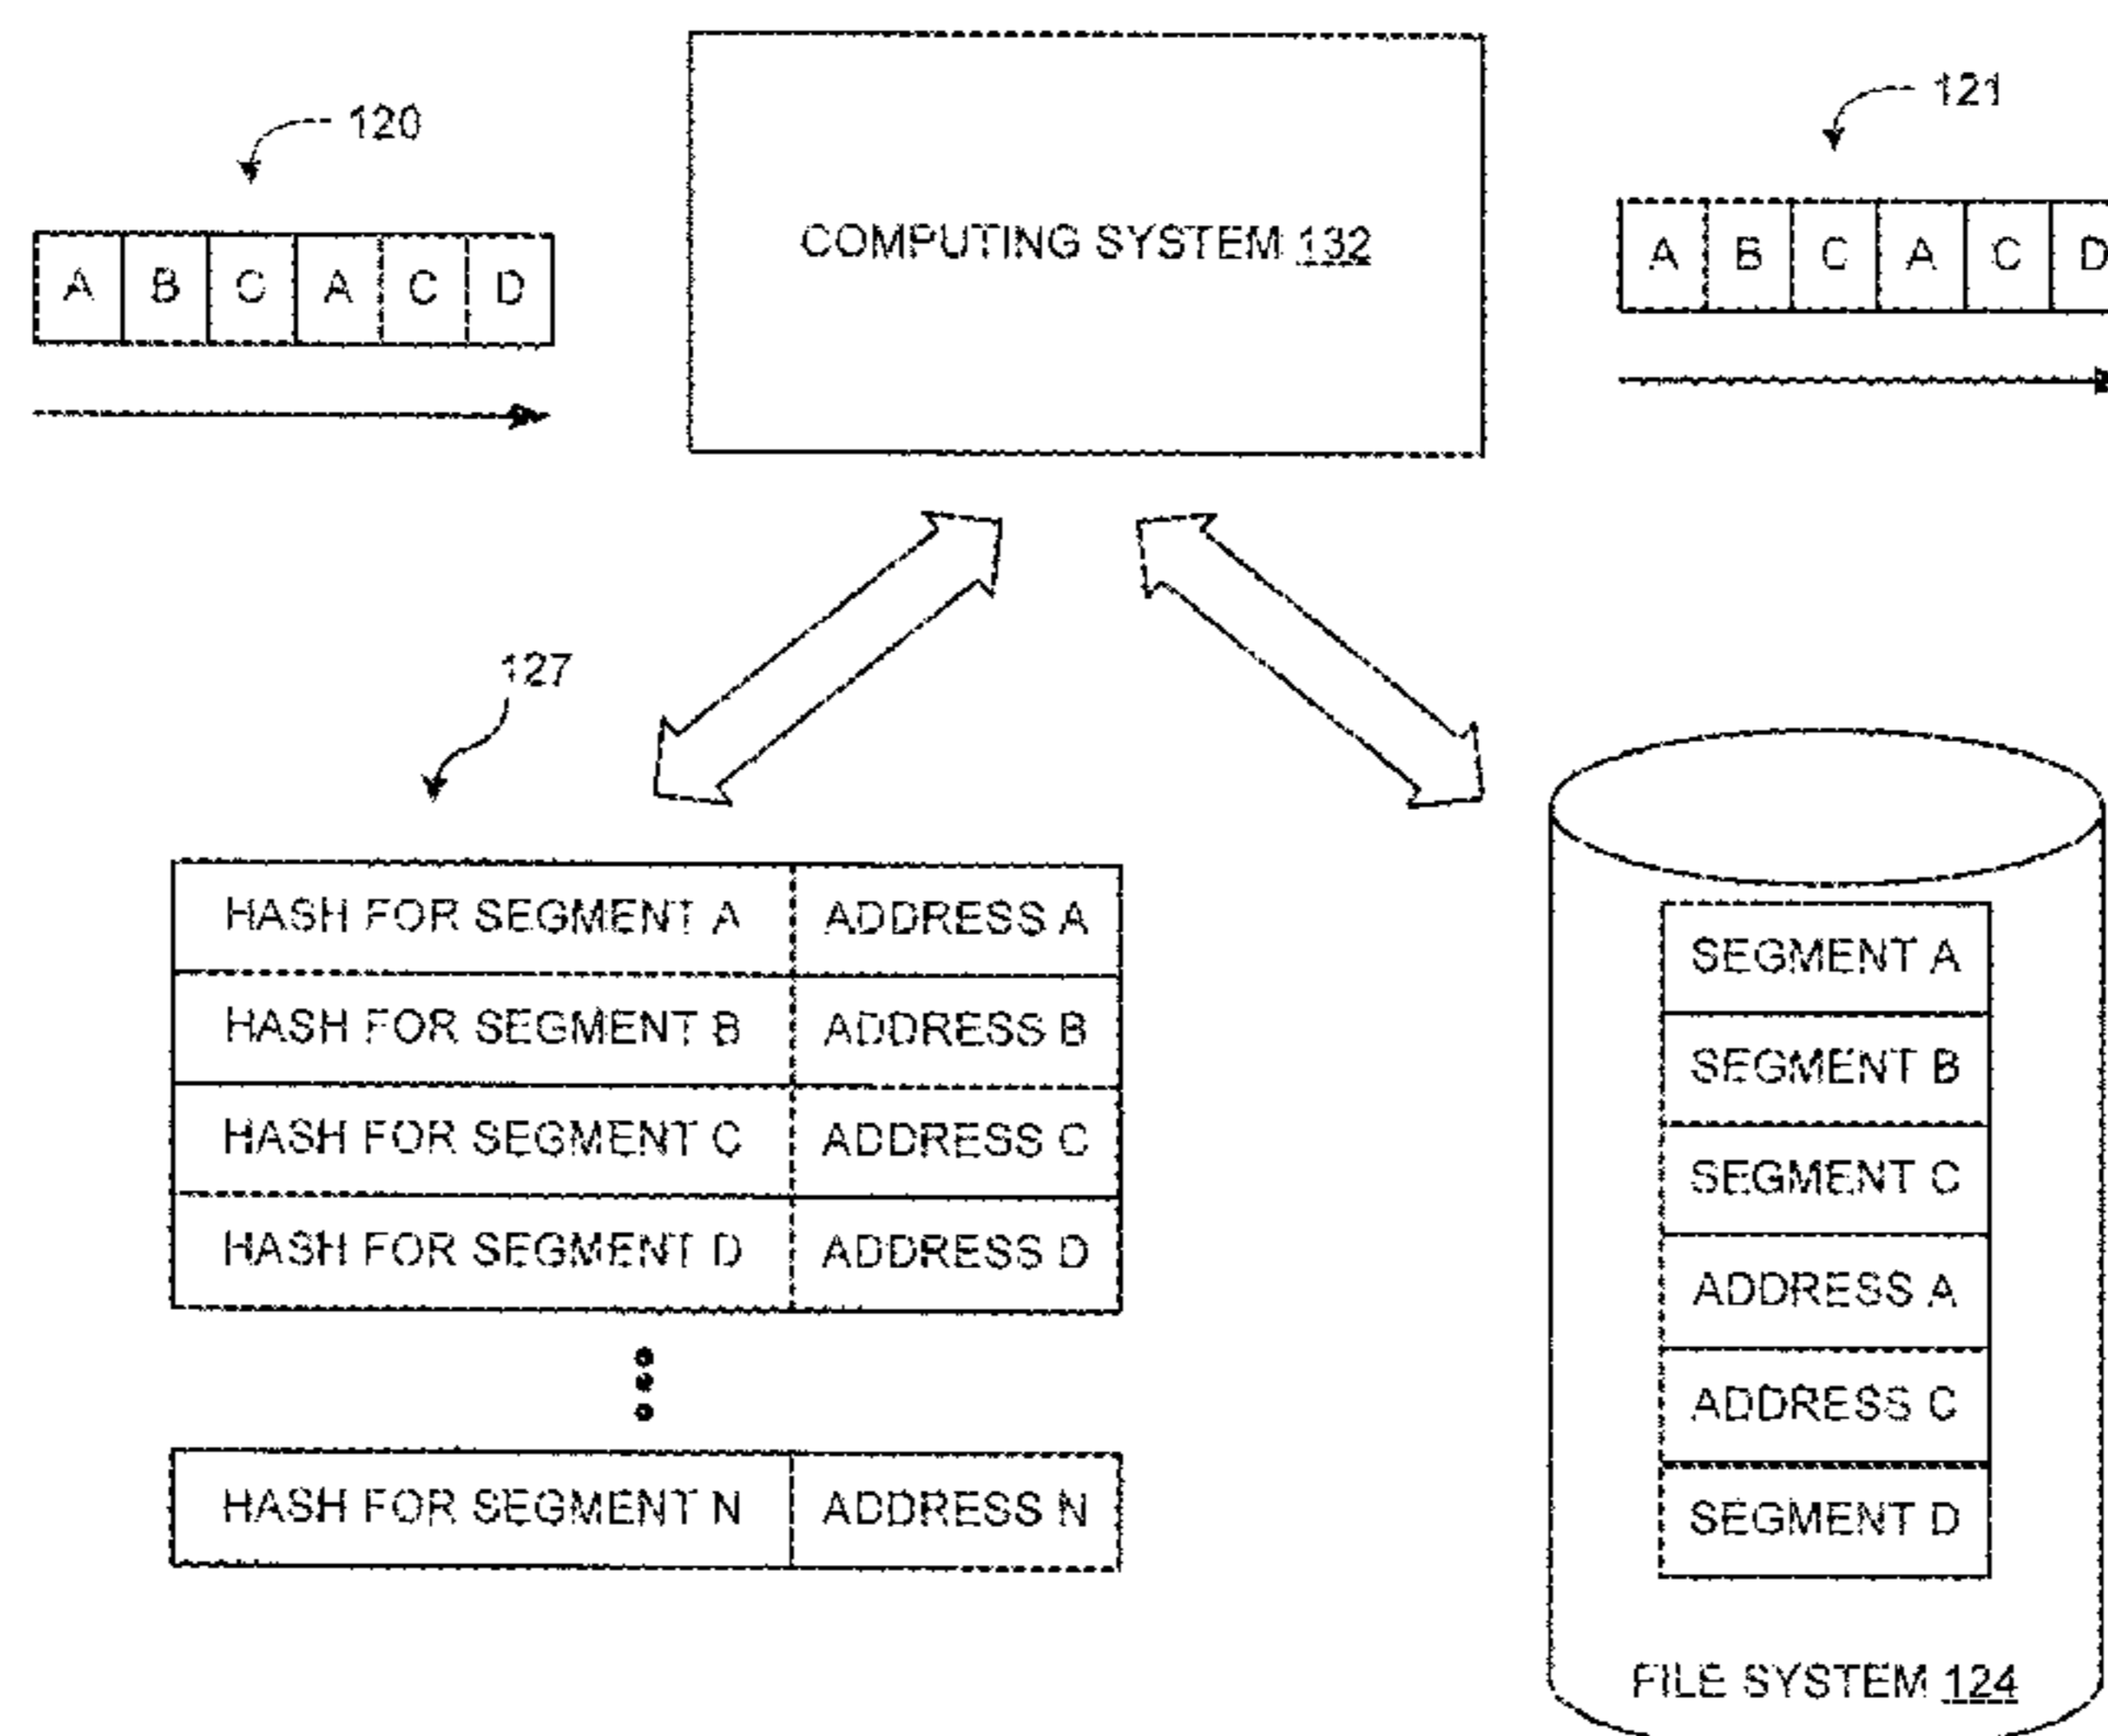 120
121
A B C A C D
COMPUTING SYSTEM 132
A B C A C D
127
HASH FOR SEGMENT A ADDRESS A
HASH FOR SEGMENT B ADDRESS B
HASH FOR SEGMENT C ADDRESS C
HASH FOR SEGMENT D ADDRESS D
HASH FOR SEGMENT N ADDRESS N
SEGMENT A
SEGMENT B
SEGMENT C
ADDRESS A
ADDRESS C
SEGMENT D
FILE SYSTEM 124